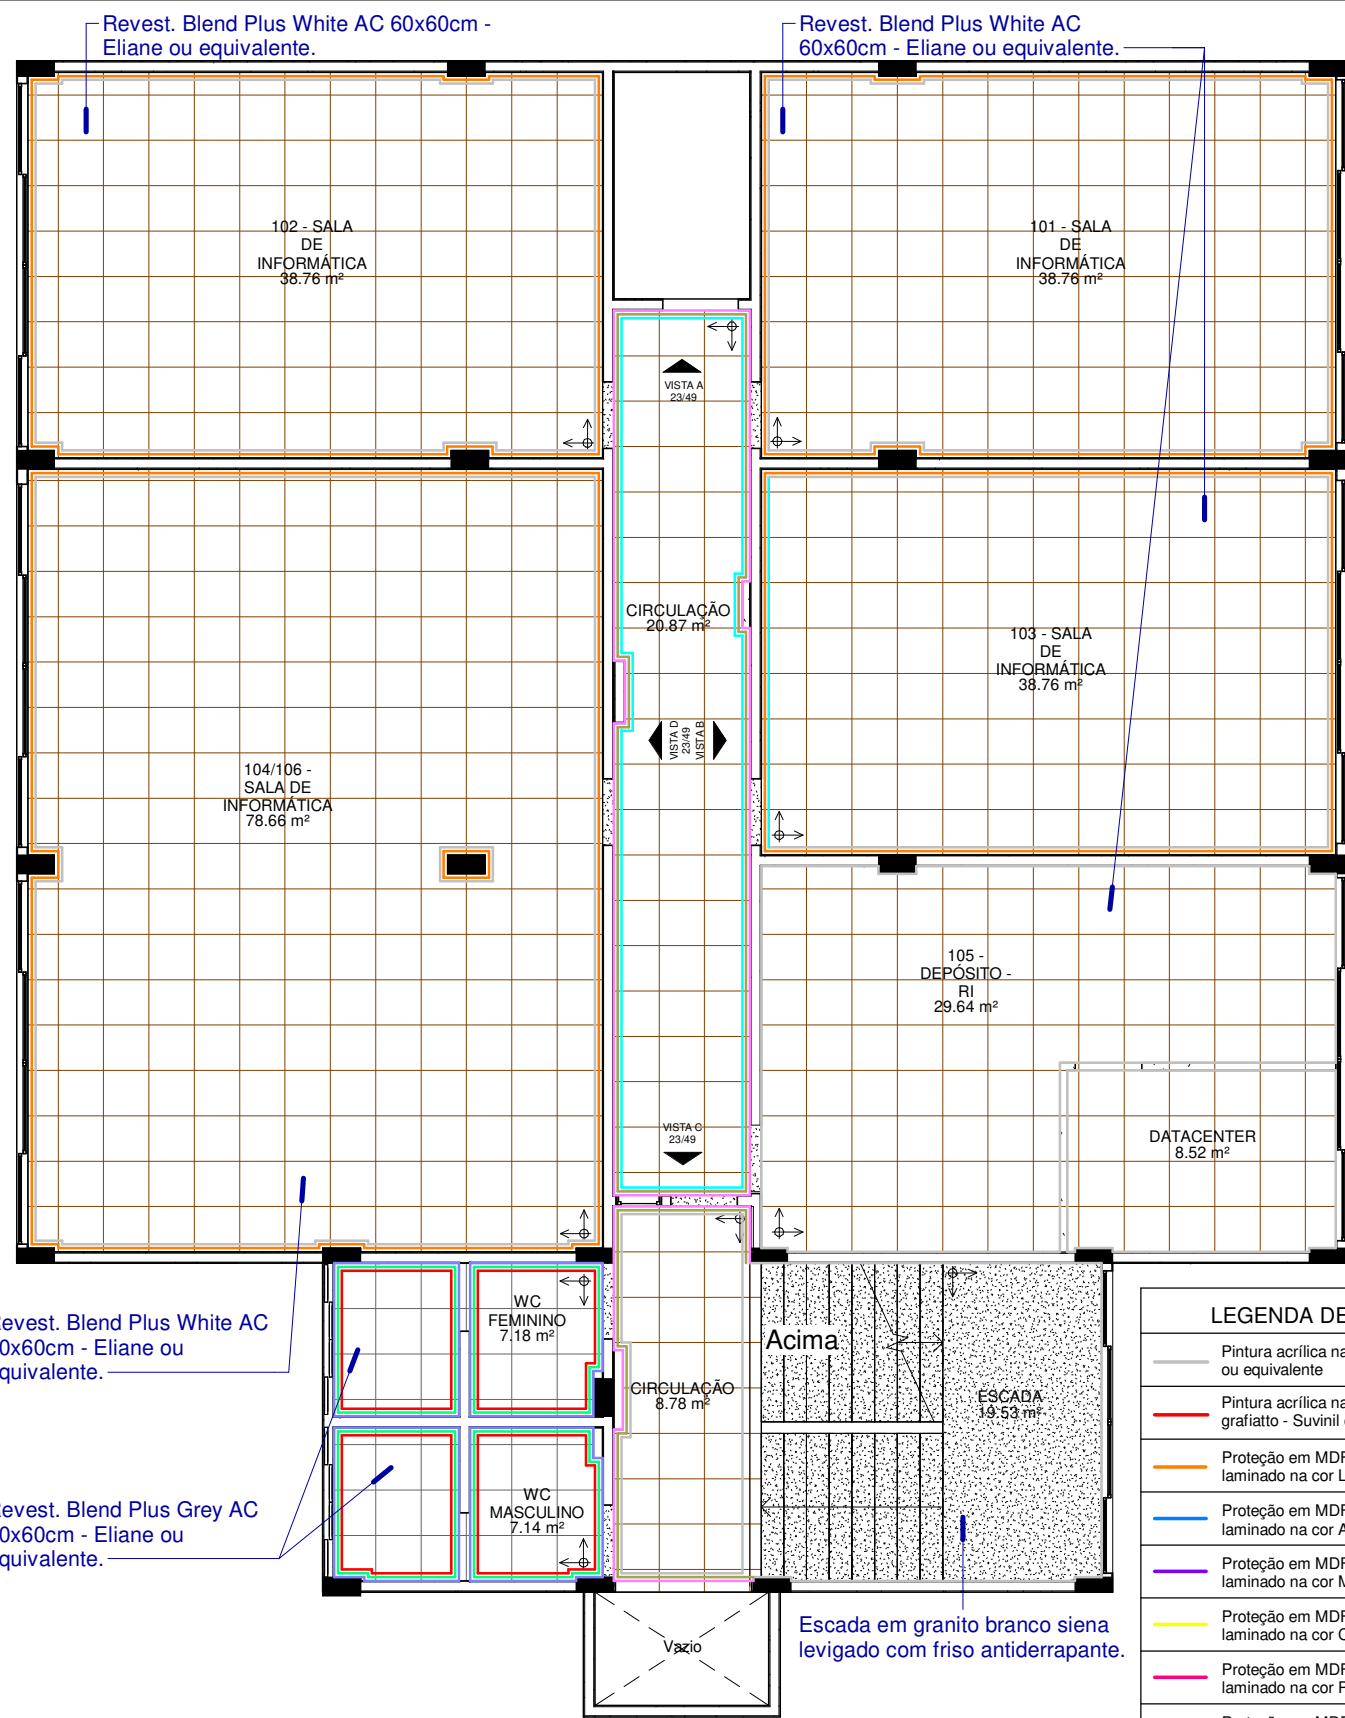 Revest. Blend Plus White AC 60x60cm -
Eliane ou equivalente.
Revest. Blend Plus White AC
60x60cm - Eliane ou equivalente.
102 - SALA
DE
INFORMÁTICA
38.76 m²
101 - SALA
DE
INFORMÁTICA
38.76 m²
VISTA A
23/49
CIRCULAÇÃO
20.87 m²
103 - SALA
DE
INFORMÁTICA
38.76 m²
VISTA D
23/49
VISTA B
104/106 -
SALA DE
INFORMÁTICA
78.66 m²
105 -
DEPÓSITO -
RI
29.64 m²
VISTA C
23/49
DATACENTER
8.52 m²
WC
FEMININO
7.18 m²
evest. Blend Plus White AC
0x60cm - Eliane ou
quivalente.
Acima
CIRCULAÇÃO
8.78 m²
ESCADA
19.53 m²
WC
MASCULINO
7.14 m²
evest. Blend Plus Grey AC
0x60cm - Eliane ou
quivalente.
Vazio
Escada em granito branco siena
levigado com friso antiderrapante.
LEGENDA DE
Pintura acrílica na
ou equivalente
Pintura acrílica na
grafiatto - Suvinil
Proteção em MDF
laminado na cor L
Proteção em MDF
laminado na cor A
Proteção em MDF
laminado na cor M
Proteção em MDF
laminado na cor
Proteção em MDF
laminado na cor